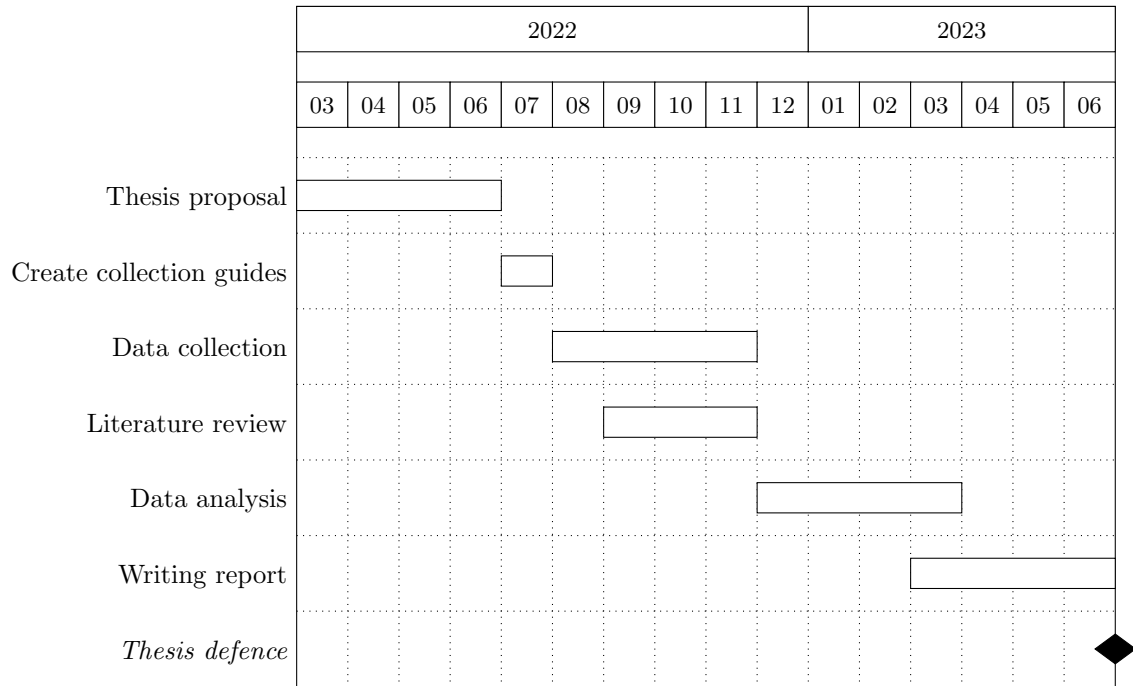 2022 2023
03 04 05 06 07 08 09 10 11 12 01 02 03 04 05 06
Thesis proposal
Create collection guides
Data collection
Literature review
Data analysis
Writing report
Thesis defence